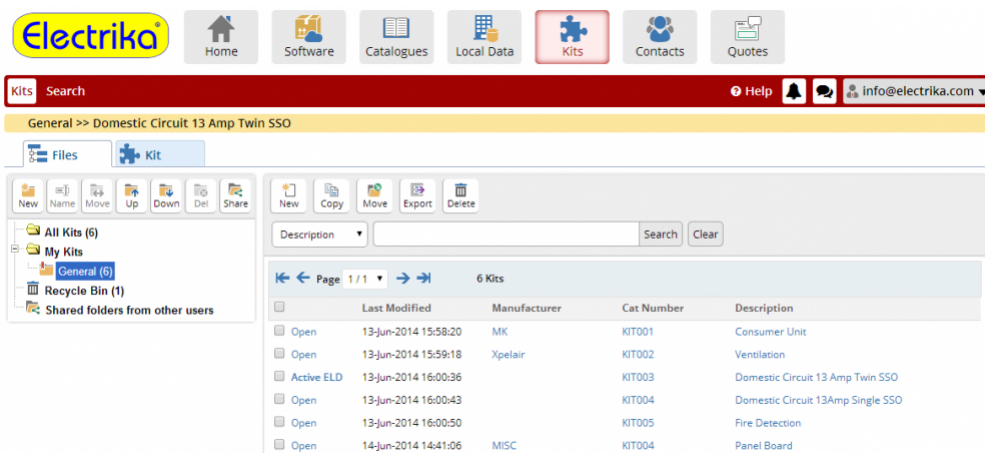 Electrika®
Home Software Catalogues Local Data Kits Contacts Quotes
Kits Search Help info@electrika.com
General >> Domestic Circuit 13 Amp Twin SSO
Files Kit
New Name Move Up Down Del Share
New Copy Move Export Delete
All Kits (6)
My Kits
General (6)
Recycle Bin (1)
Shared folders from other users
Description Search Clear
Page 1 / 1 6 Kits
Last Modified Manufacturer Cat Number Description
Open 13-Jun-2014 15:58:20 MK KIT001 Consumer Unit
Open 13-Jun-2014 15:59:18 Xpelair KIT002 Ventilation
Active ELD 13-Jun-2014 16:00:36 KIT003 Domestic Circuit 13 Amp Twin SSO
Open 13-Jun-2014 16:00:43 KIT004 Domestic Circuit 13Amp Single SSO
Open 13-Jun-2014 16:00:50 KIT005 Fire Detection
Open 14-Jun-2014 14:41:06 MISC KIT004 Panel Board